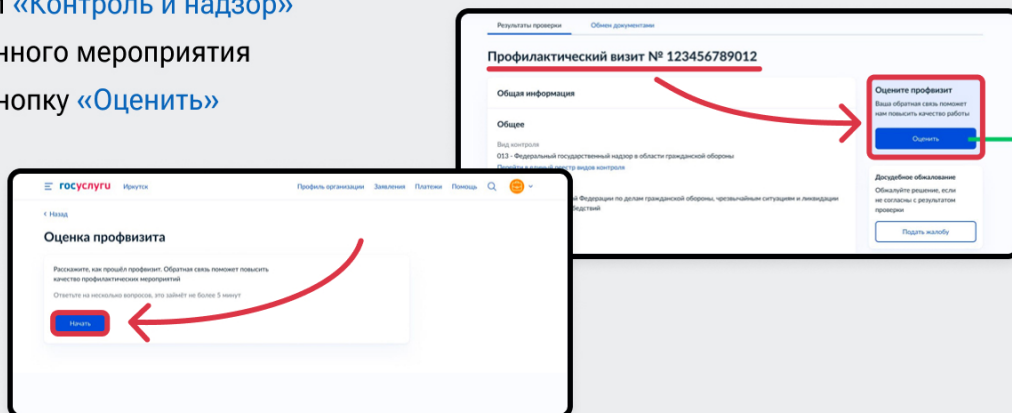 «Контроль и надзор»
мероприятия
«Оценить»
Результаты проверки
Обмен документами
Профилактический визит № 123456789012
Общая информация
Общее
Вид контроля
013 - Федеральный государственный надзор в области гражданской обороны
Перейти в единый реестр видов контроля
Федерации по делам гражданской обороны, чрезвычайным ситуациям и ликвидации
Оцените профвизит
Ваша обратная связь поможет
нам повысить качество работы
Оценить
Досудебное обжалование
Обжалуйте решение, если
не согласны с результатом
проверки
Подать жалобу
госуслуги Иркутск Профиль организации Заявления Платежи Помощь
Назад
Оценка профвизита
Расскажите, как прошёл профвизит. Обратная связь поможет повысить
качество профилактических мероприятий
Ответьте на несколько вопросов, это займёт не более 5 минут
Начать